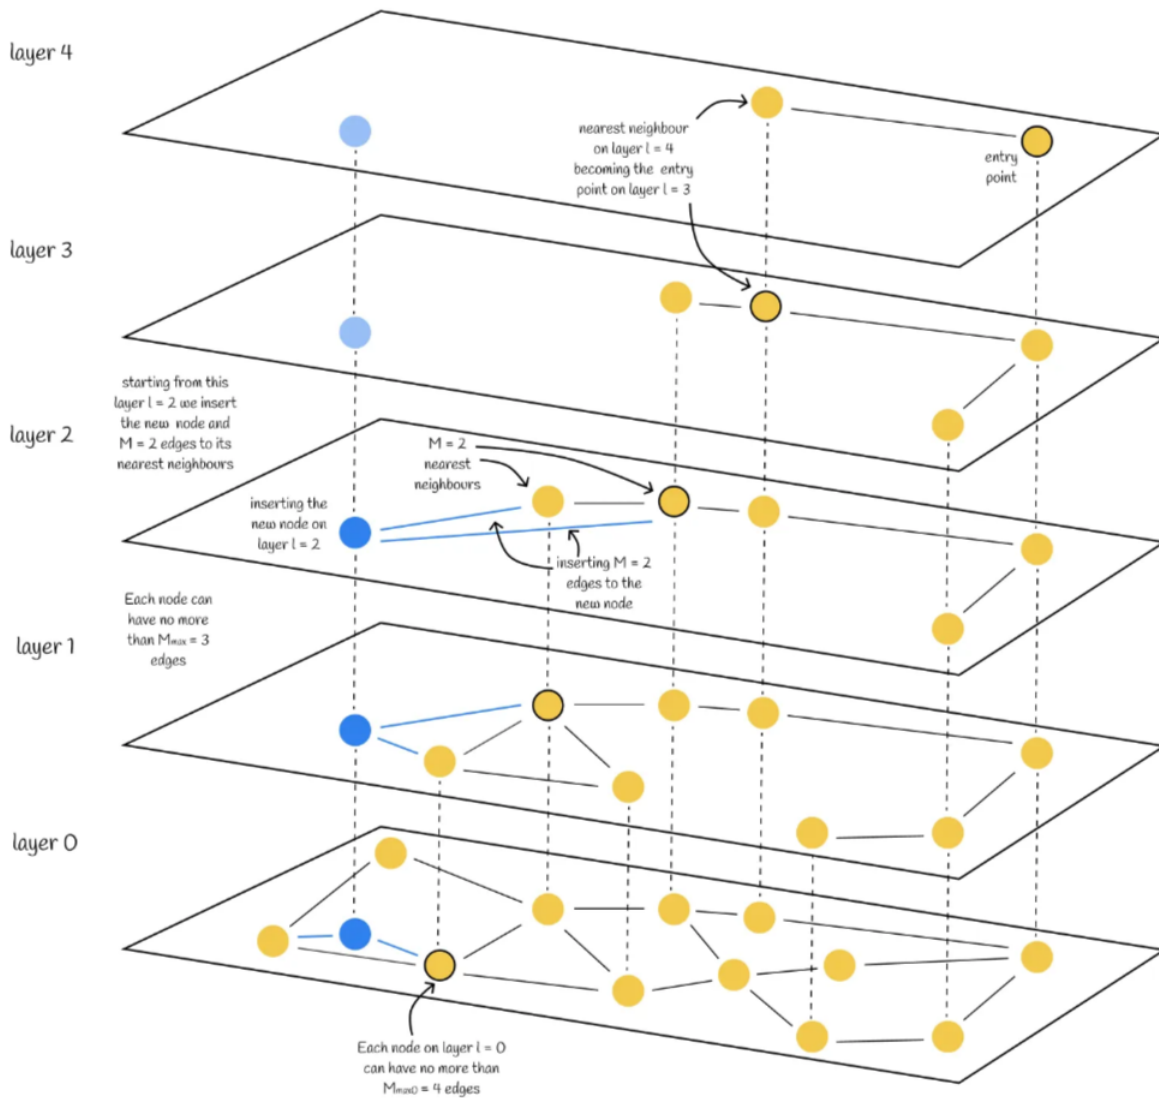 layer 4
nearest neighbour
on layer l = 4
becoming the entry
point on layer l = 3
entry
point
layer 3
starting from this
layer l = 2 we insert
the new node and
M = 2 edges to its
nearest neighbours
layer 2
M = 2
nearest
neighbours
inserting the
new node on
layer l = 2
inserting M = 2
edges to the
new node
Each node can
have no more
than Mmax = 3
edges
layer 1
layer 0
Each node on layer l = 0
can have no more than
Mmax0 = 4 edges